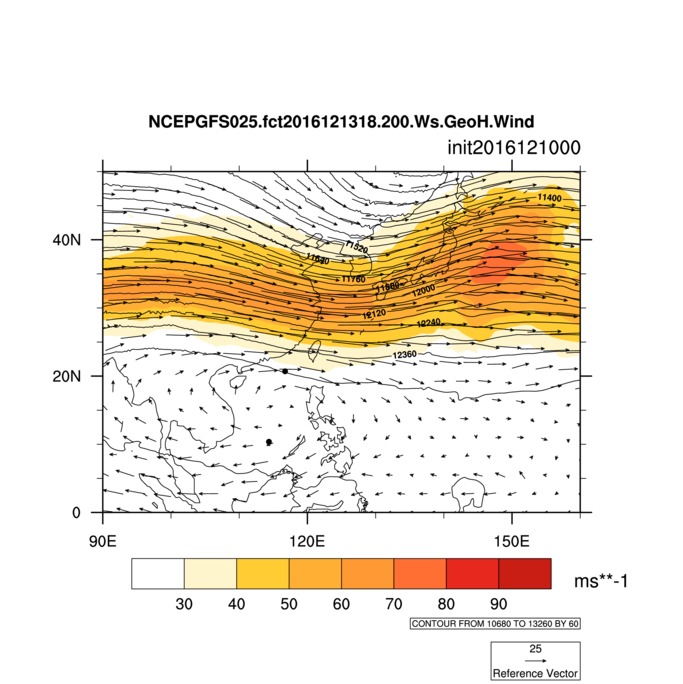 NCEPGFS025.fct2016121318.200.Ws.GeoH.Wind
init2016121000
11400
40N
11520
11640
11760
11880
12000
12120
12240
12360
20N
0
90E 120E 150E
ms**-1
30 40 50 60 70 80 90
CONTOUR FROM 10680 TO 13260 BY 60
25
Reference Vector